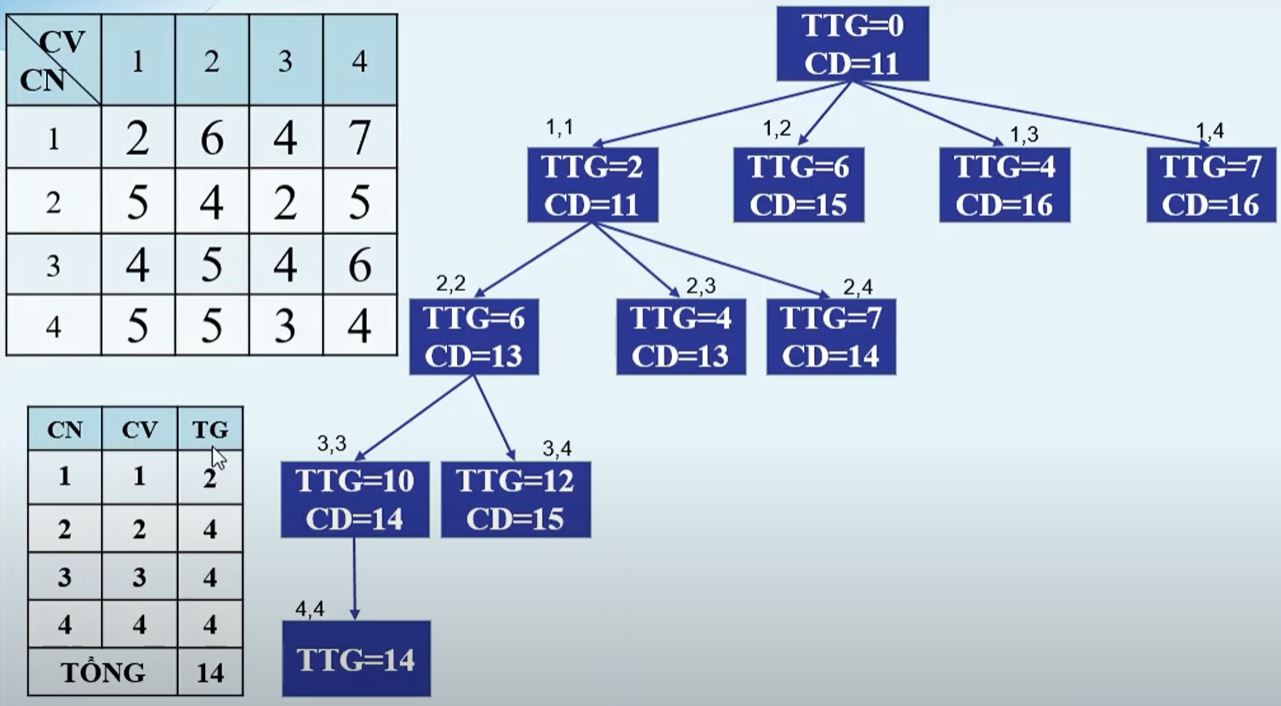 CV
CN
1 2 3 4
1 2 6 4 7
2 5 4 2 5
3 4 5 4 6
4 5 5 3 4
TTG=0
CD=11
1,1
1,2
1,3
1,4
TTG=2
CD=11
TTG=6
CD=15
TTG=4
CD=16
TTG=7
CD=16
2,2
2,3
2,4
TTG=6
CD=13
TTG=4
CD=13
TTG=7
CD=14
3,3
3,4
TTG=10
CD=14
TTG=12
CD=15
4,4
TTG=14
CN CV TG
1 1 2
2 2 4
3 3 4
4 4 4
TỔNG 14